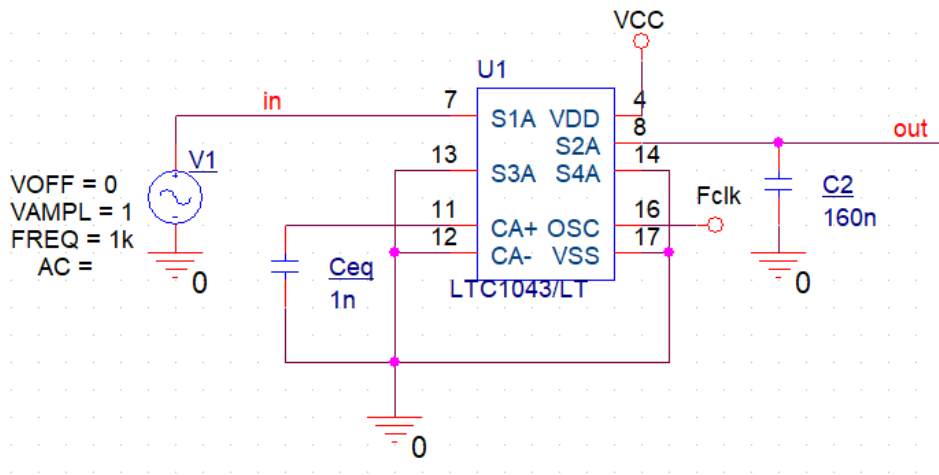 VCC
U1
in
7
S1A
VDD
4
S2A
8
out
V1
13
S3A
S4A
14
VOFF = 0
VAMPL = 1
FREQ = 1k
AC =
Fclk
C2
160n
11
CA+
OSC
16
12
CA-
VSS
17
0
Ceq
1n
LTC1043/LT
0
0